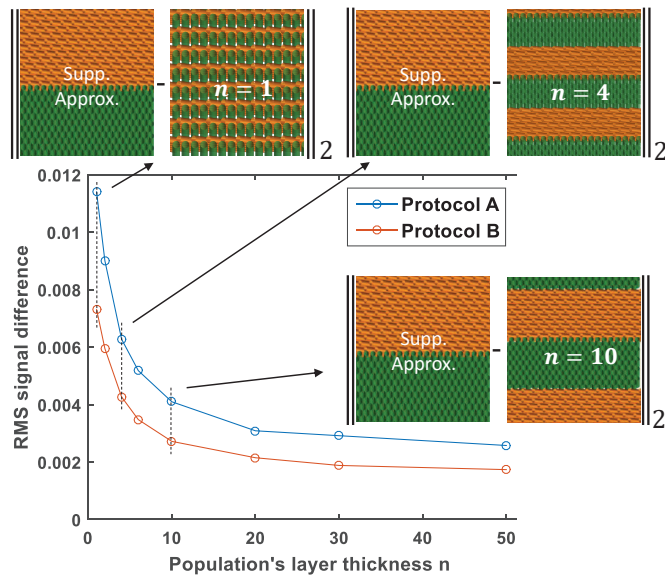 Supp.
Approx.
-
n = 1
2
Supp.
Approx.
-
n = 4
2
0.012
0.01
0.008
0.006
0.004
0.002
0
RMS signal difference
Protocol A
Protocol B
Supp.
Approx.
-
n = 10
2
0 10 20 30 40 50
Population's layer thickness n